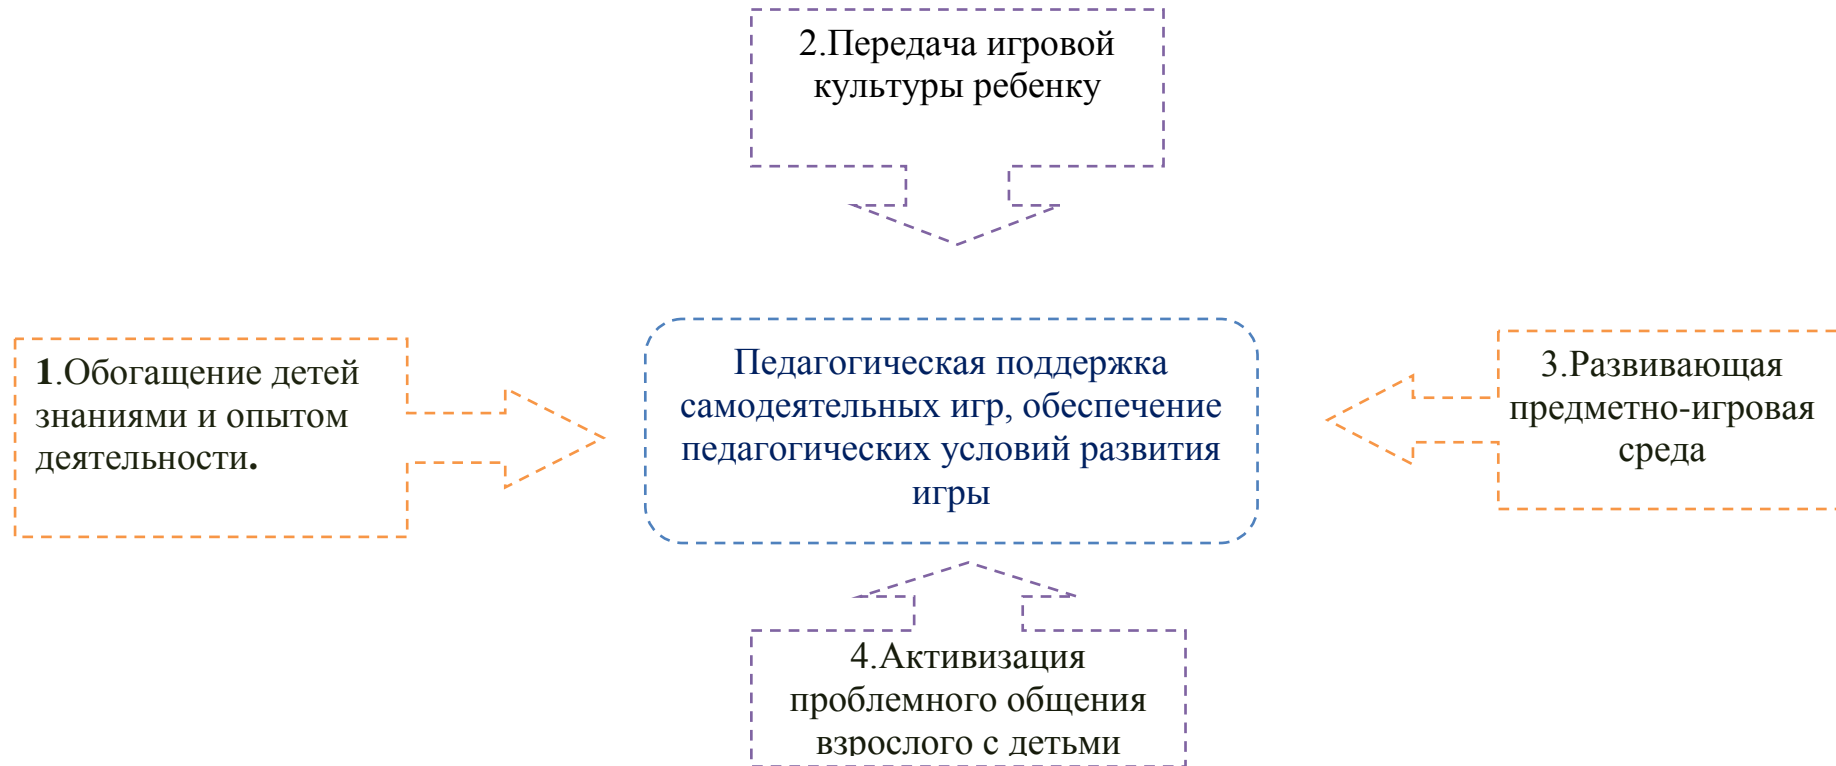 2.Передача игровой
культуры ребенку
1.Обогащение детей
знаниями и опытом
деятельности.
Педагогическая поддержка
самодеятельных игр, обеспечение
педагогических условий развития
игры
3.Развивающая
предметно-игровая
среда
4.Активизация
проблемного общения
взрослого с детьми